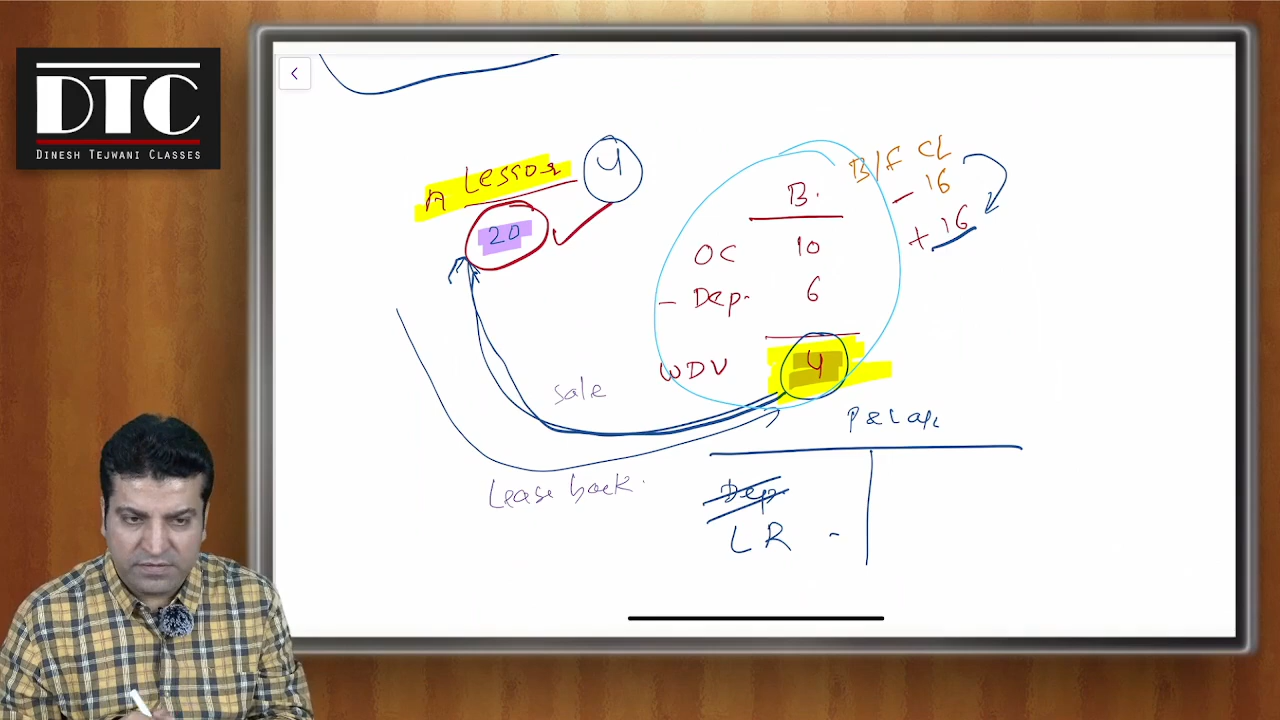 DTC
DINESH TEJWANI CLASSES
A Lessor
4
20
B.
OC 10
- Dep. 6
WDV 4
B/F CL
- 16
+ 16
sale
Lease back.
P & L a/c
Dep.
LR -